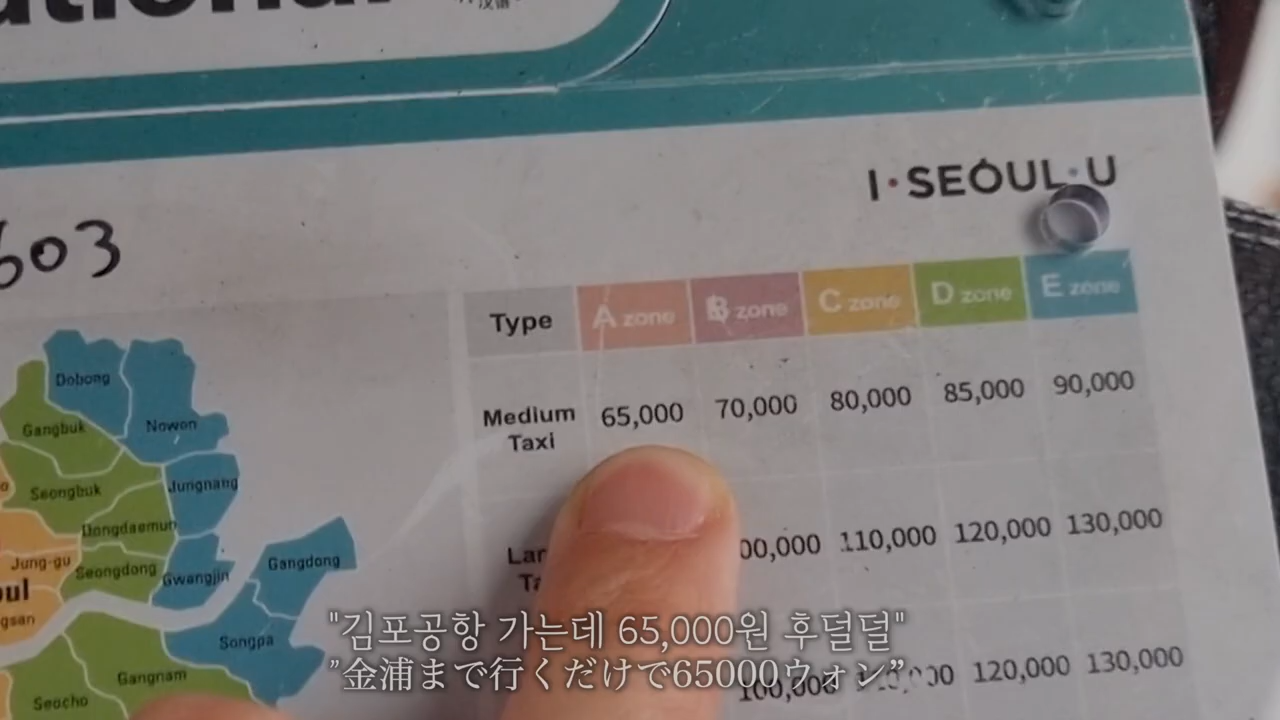 汉语
I·SEOUL·U
603
Type A zone B zone C zone D zone E zone
Medium Taxi 65,000 70,000 80,000 85,000 90,000
110,000 120,000 130,000
120,000 130,000
Dobong
Gangbuk
Nowon
Seongbuk
Jungnang
Dongdaemun
Jung-gu
Seongdong
Gwangjin
Gangdong
Songpa
Gangnam
Seocho
"김포공항 가는데 65,000원 후덜덜"
”金浦まで行くだけで65000ウォン”